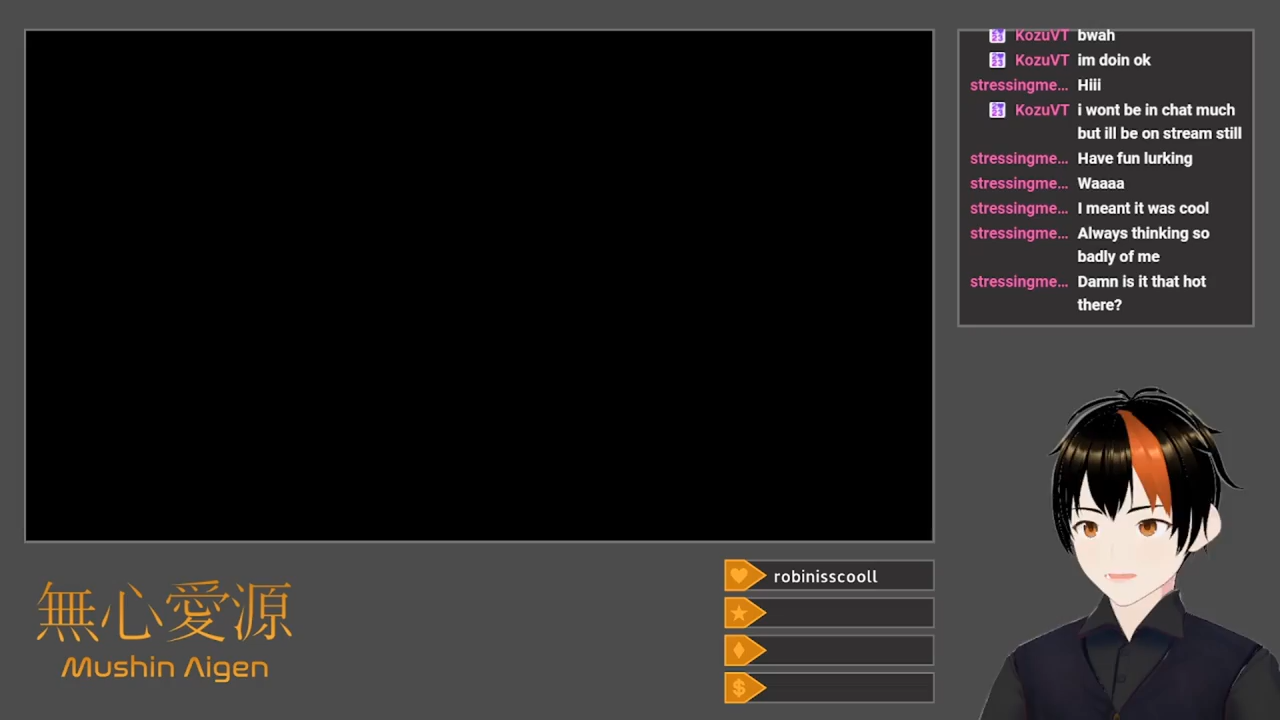 KozuVT bwah
KozuVT im doin ok
stressingme... Hiii
KozuVT i wont be in chat much
but ill be on stream still
stressingme... Have fun lurking
stressingme... Waaaa
stressingme... I meant it was cool
stressingme... Always thinking so
badly of me
stressingme... Damn is it that hot
there?
robinisscooll
無心愛源
Mushin Aigen